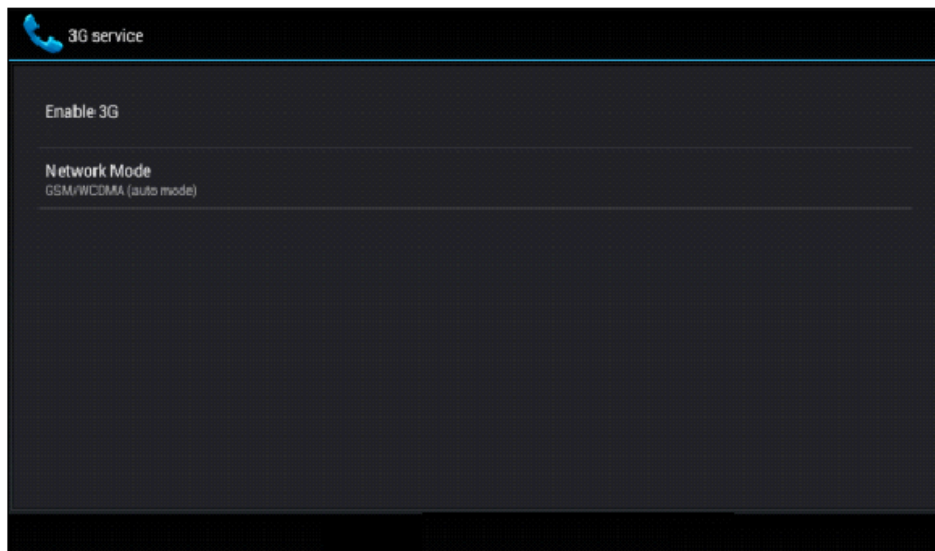 3G service
Enable 3G
Network Mode
GSM/WCDMA (auto mode)